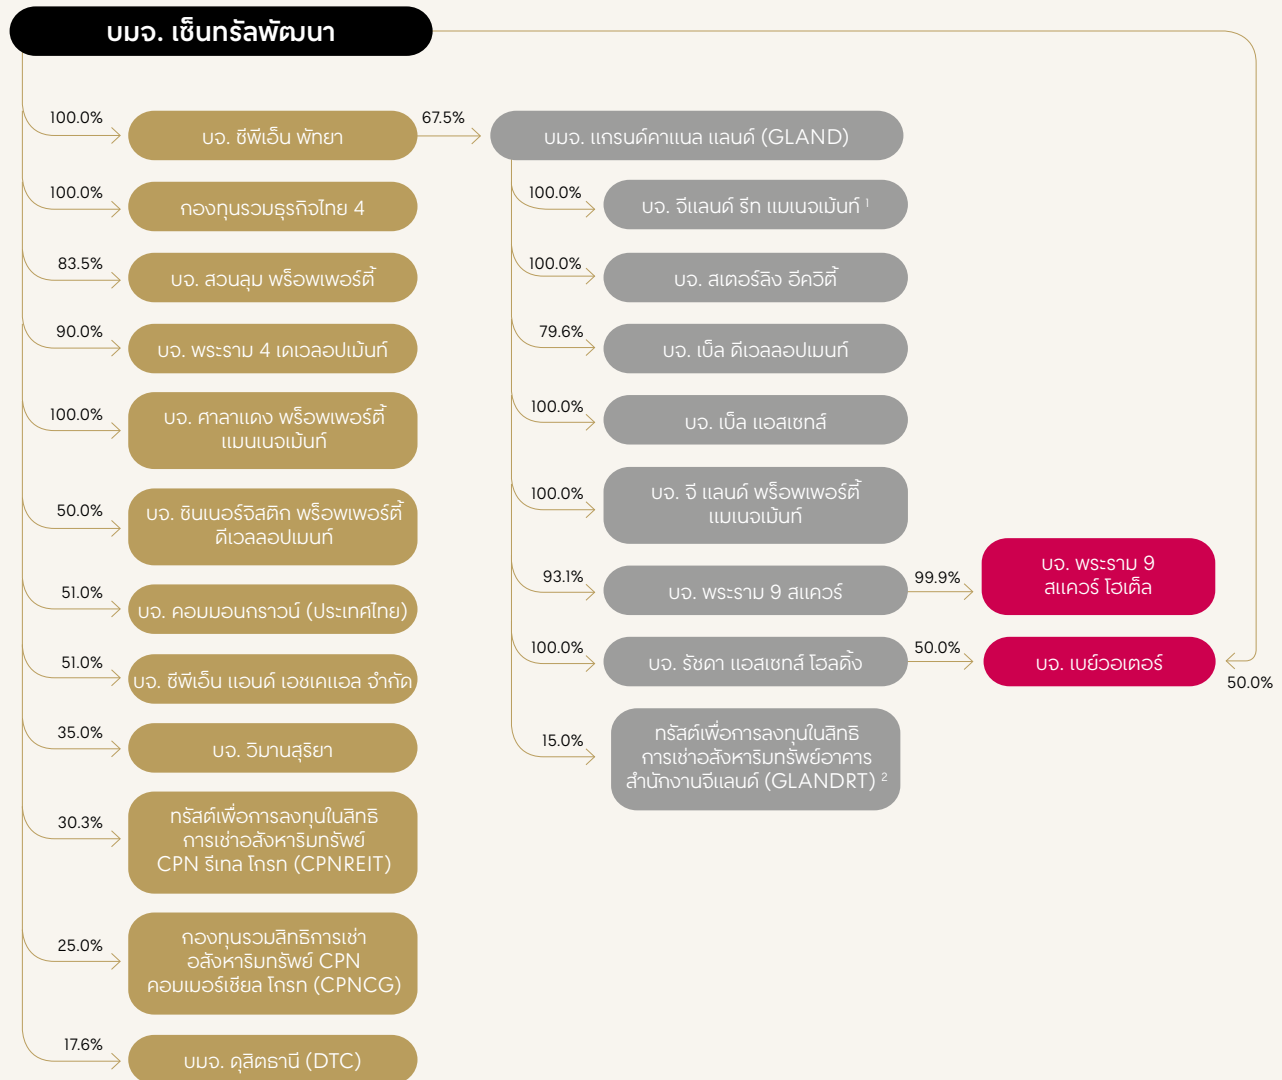 บมจ. เซ็นทรัลพัฒนา
100.0%
บจ. ซีพีเอ็น พัทยา
67.5%
บมจ. แกรนด์คาแนล แลนด์ (GLAND)
100.0%
กองทุนรวมธุรกิจไทย 4
83.5%
บจ. สวนลุม พร็อพเพอร์ตี้
90.0%
บจ. พระราม 4 เดเวลอปเม้นท์
100.0%
บจ. ศาลาแดง พร็อพเพอร์ตี้
แมนเนจเม้นท์
50.0%
บจ. ซินเนอร์จิสติก พร็อพเพอร์ตี้
ดีเวลลอปเมนท์
51.0%
บจ. คอมมอนกราวน์ (ประเทศไทย)
51.0%
บจ. ซีพีเอ็น แอนด์ เอชเคแอล จำกัด
35.0%
บจ. วิมานสุริยา
30.3%
ทรัสต์เพื่อการลงทุนในสิทธิ
การเช่าอสังหาริมทรัพย์
CPN รีเทล โกรท (CPNREIT)
25.0%
กองทุนรวมสิทธิการเช่า
อสังหาริมทรัพย์ CPN
คอมเมอร์เชียล โกรท (CPNCG)
17.6%
บมจ. ดุสิตธานี (DTC)
100.0%
บจ. จีแลนด์ รีท แมเนจเม้นท์ 1
100.0%
บจ. สเตอร์ลิง อีควิตี้
79.6%
บจ. เบ็ล ดีเวลลอปเมนท์
100.0%
บจ. เบ็ล แอสเซทส์
100.0%
บจ. จี แลนด์ พร็อพเพอร์ตี้
แมเนจเม้นท์
93.1%
บจ. พระราม 9 สแควร์
99.9%
บจ. พระราม 9
สแควร์ โฮเต็ล
100.0%
บจ. รัชดา แอสเซทส์ โฮลดิ้ง
50.0%
บจ. เบย์วอเตอร์
50.0%
15.0%
ทรัสต์เพื่อการลงทุนในสิทธิ
การเช่าอสังหาริมทรัพย์อาคาร
สำนักงานจีแลนด์ (GLANDRT) 2